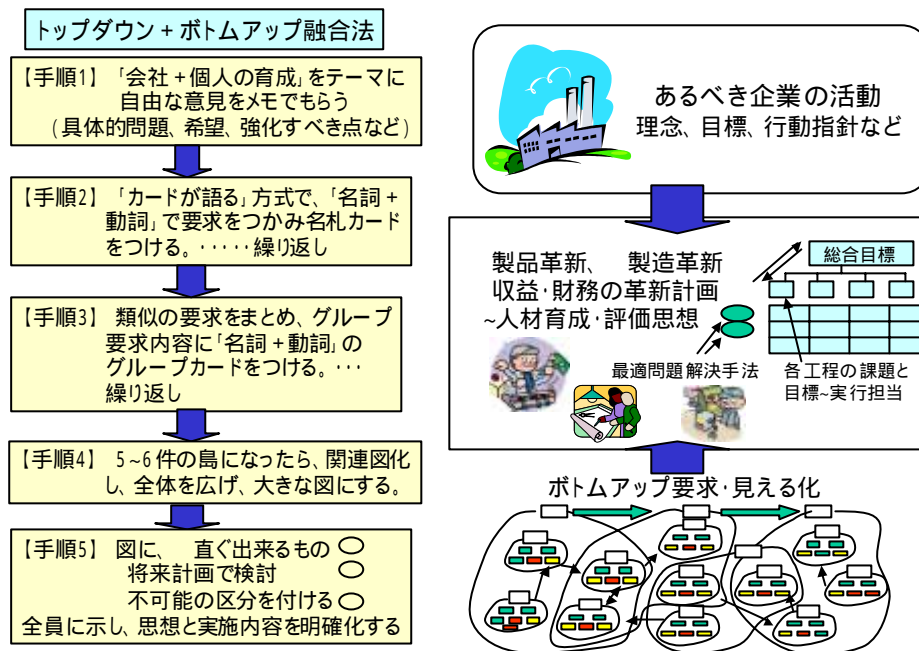 トップダウン+ボトムアップ融合法
【手順1】「会社+個人の育成」をテーマに
自由な意見をメモでもらう
(具体的問題、希望、強化すべき点など)
【手順2】「カードが語る」方式で、「名詞+
動詞」で要求をつかみ名札カード
をつける。・・・・・繰り返し
【手順3】 類似の要求をまとめ、グループ
要求内容に「名詞+動詞」の
グループカードをつける。・・・
繰り返し
【手順4】 5~6件の島になったら、関連図化
し、全体を広げ、大きな図にする。
【手順5】 図に、 直ぐ出来るもの
将来計画で検討
不可能の区分を付ける
全員に示し、思想と実施内容を明確化する
あるべき企業の活動
理念、目標、行動指針など
製品革新、 製造革新
収益・財務の革新計画
~人材育成・評価思想
総合目標
最適問題解決手法
各工程の課題と
目標~実行担当
ボトムアップ要求・見える化